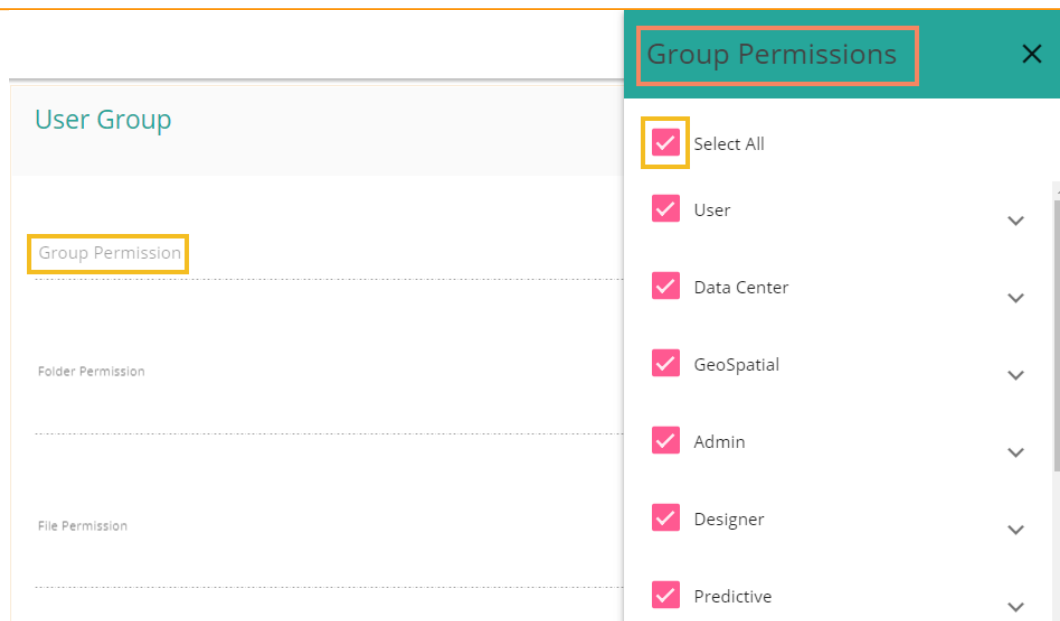 User Group
Group Permission
Folder Permission
File Permission
Group Permissions
Select All
User
Data Center
GeoSpatial
Admin
Designer
Predictive